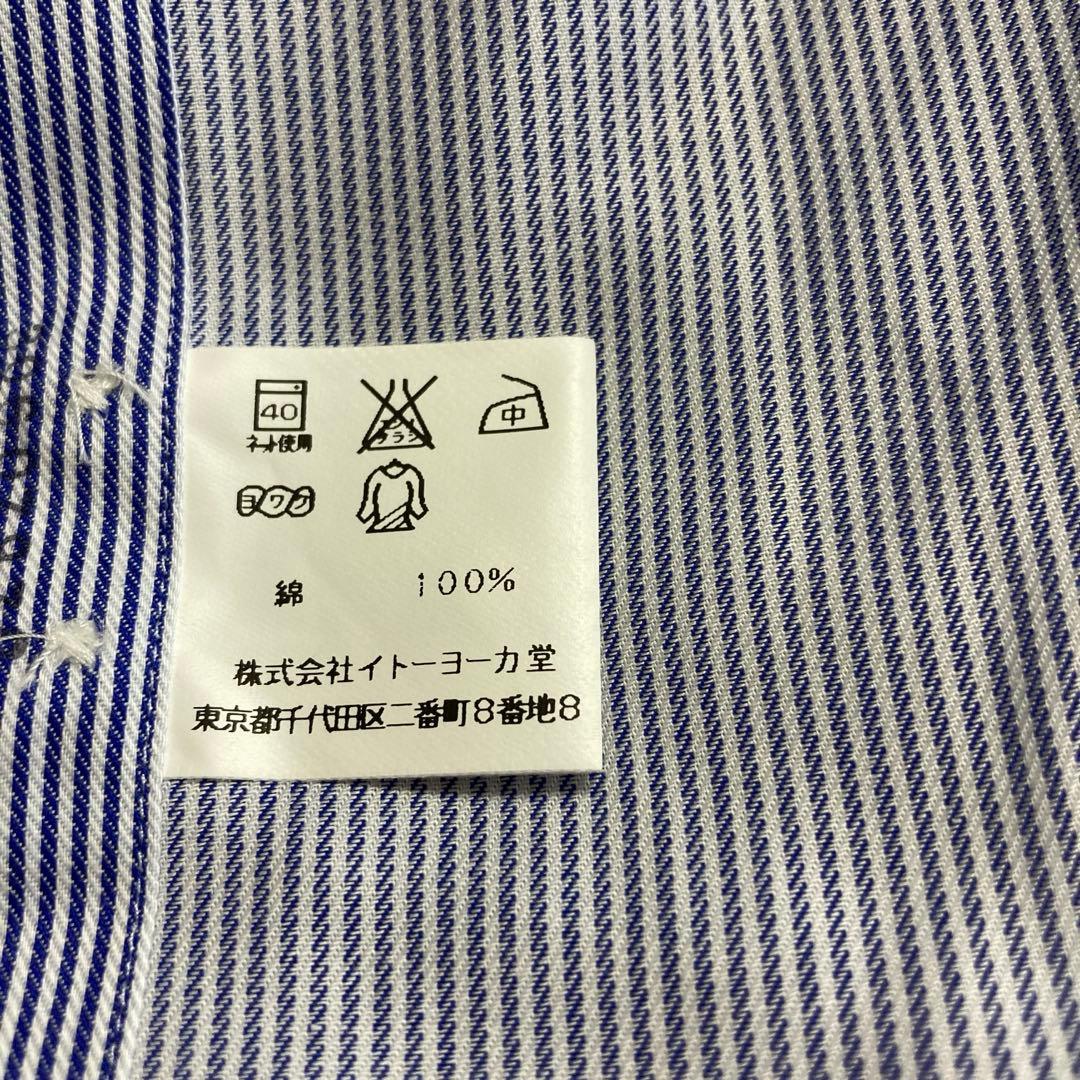 40
ネット使用
中
ヨワク
綿 100%
株式会社イトーヨーカ堂
東京都千代田区二番町8番地8